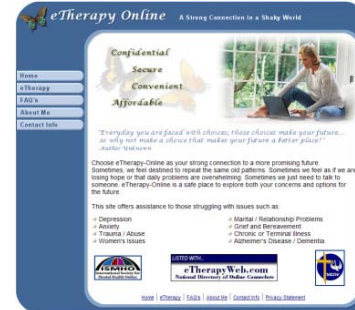 eTherapy Online
A Strong Connection in a Shaky World
Confidential
Secure
Convenient
Affordable
Home
eTherapy
FAQ's
About Me
Contact Info
"Everyday you are faced with choices, those choices make your future...
so why not make a choice that makes your future a better place!"
Author Unknown
Choose eTherapy-Online as your strong connection to a more promising future.
Sometimes, we feel destined to repeat the same old patterns. Sometimes we feel as if we are
losing hope or that daily problems are overwhelming. Sometimes we just need to talk to
someone. eTherapy-Online is a safe place to explore both your concerns and options for
the future.
This site offers assistance to those struggling with issues such as:
Depression
Anxiety
Trauma / Abuse
Women's Issues
Marital / Relationship Problems
Grief and Bereavement
Chronic or Terminal Illness
Alzheimer's Disease / Dementia
ISMHO
International Society for
Mental Health Online
LISTED WITH...
eTherapyWeb.com
National Directory of Online Counselors
Home | eTherapy | FAQ's | About Me | Contact Info | Privacy Statement